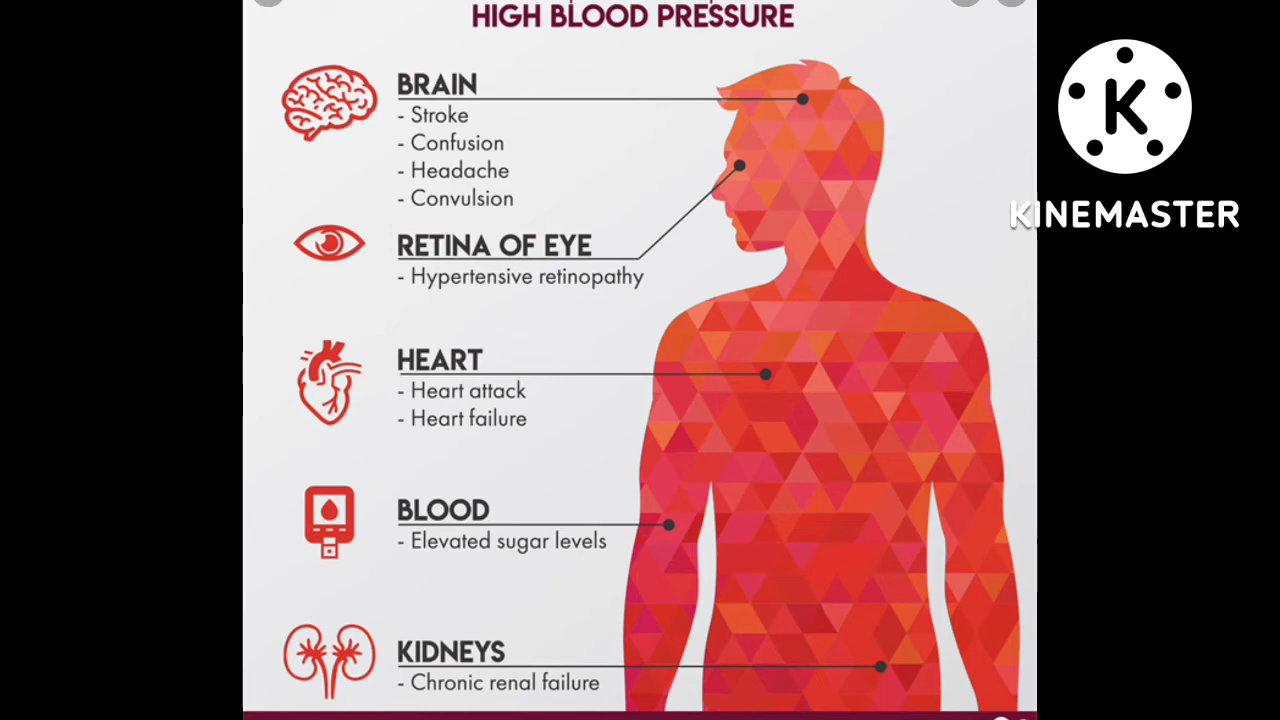 HIGH BLOOD PRESSURE
BRAIN
- Stroke
- Confusion
- Headache
- Convulsion
RETINA OF EYE
- Hypertensive retinopathy
HEART
- Heart attack
- Heart failure
BLOOD
- Elevated sugar levels
KIDNEYS
- Chronic renal failure
K
KINEMASTER